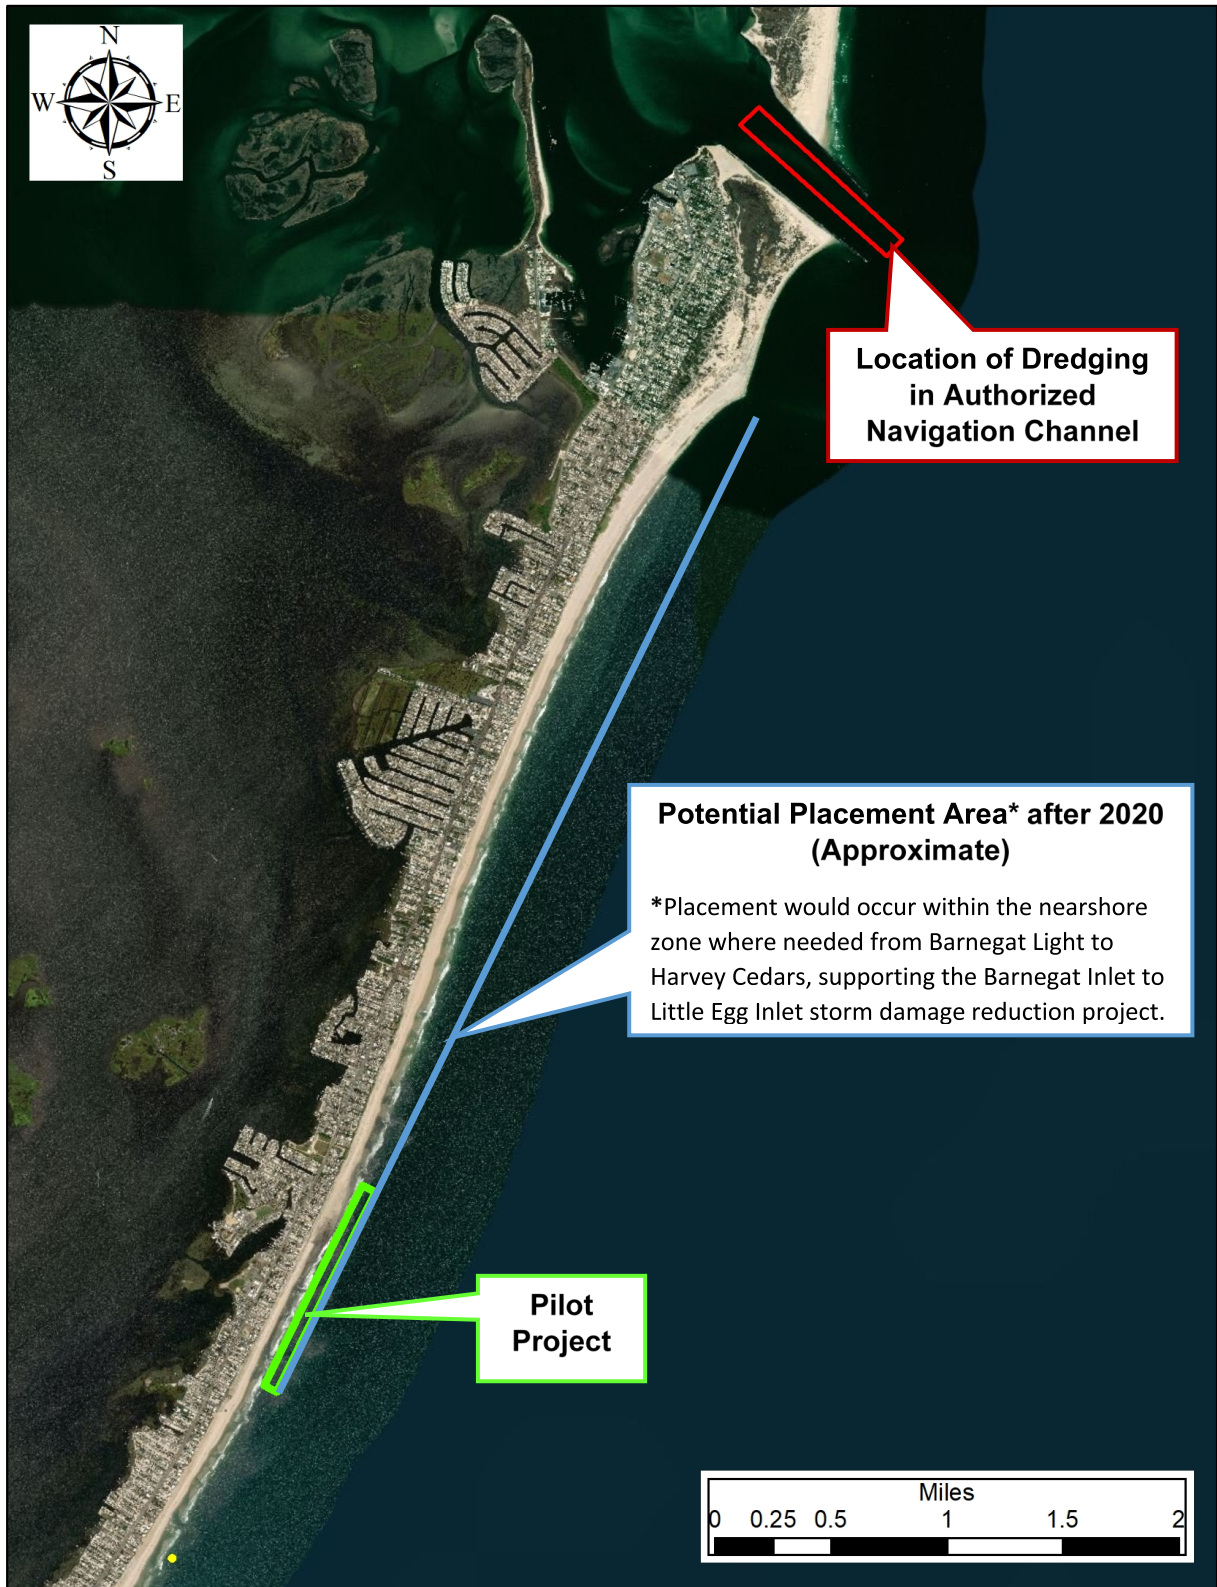 N
W E
S
Location of Dredging
in Authorized
Navigation Channel
Potential Placement Area* after 2020
(Approximate)
*Placement would occur within the nearshore
zone where needed from Barnegat Light to
Harvey Cedars, supporting the Barnegat Inlet to
Little Egg Inlet storm damage reduction project.
Pilot
Project
Miles
0 0.25 0.5 1 1.5 2